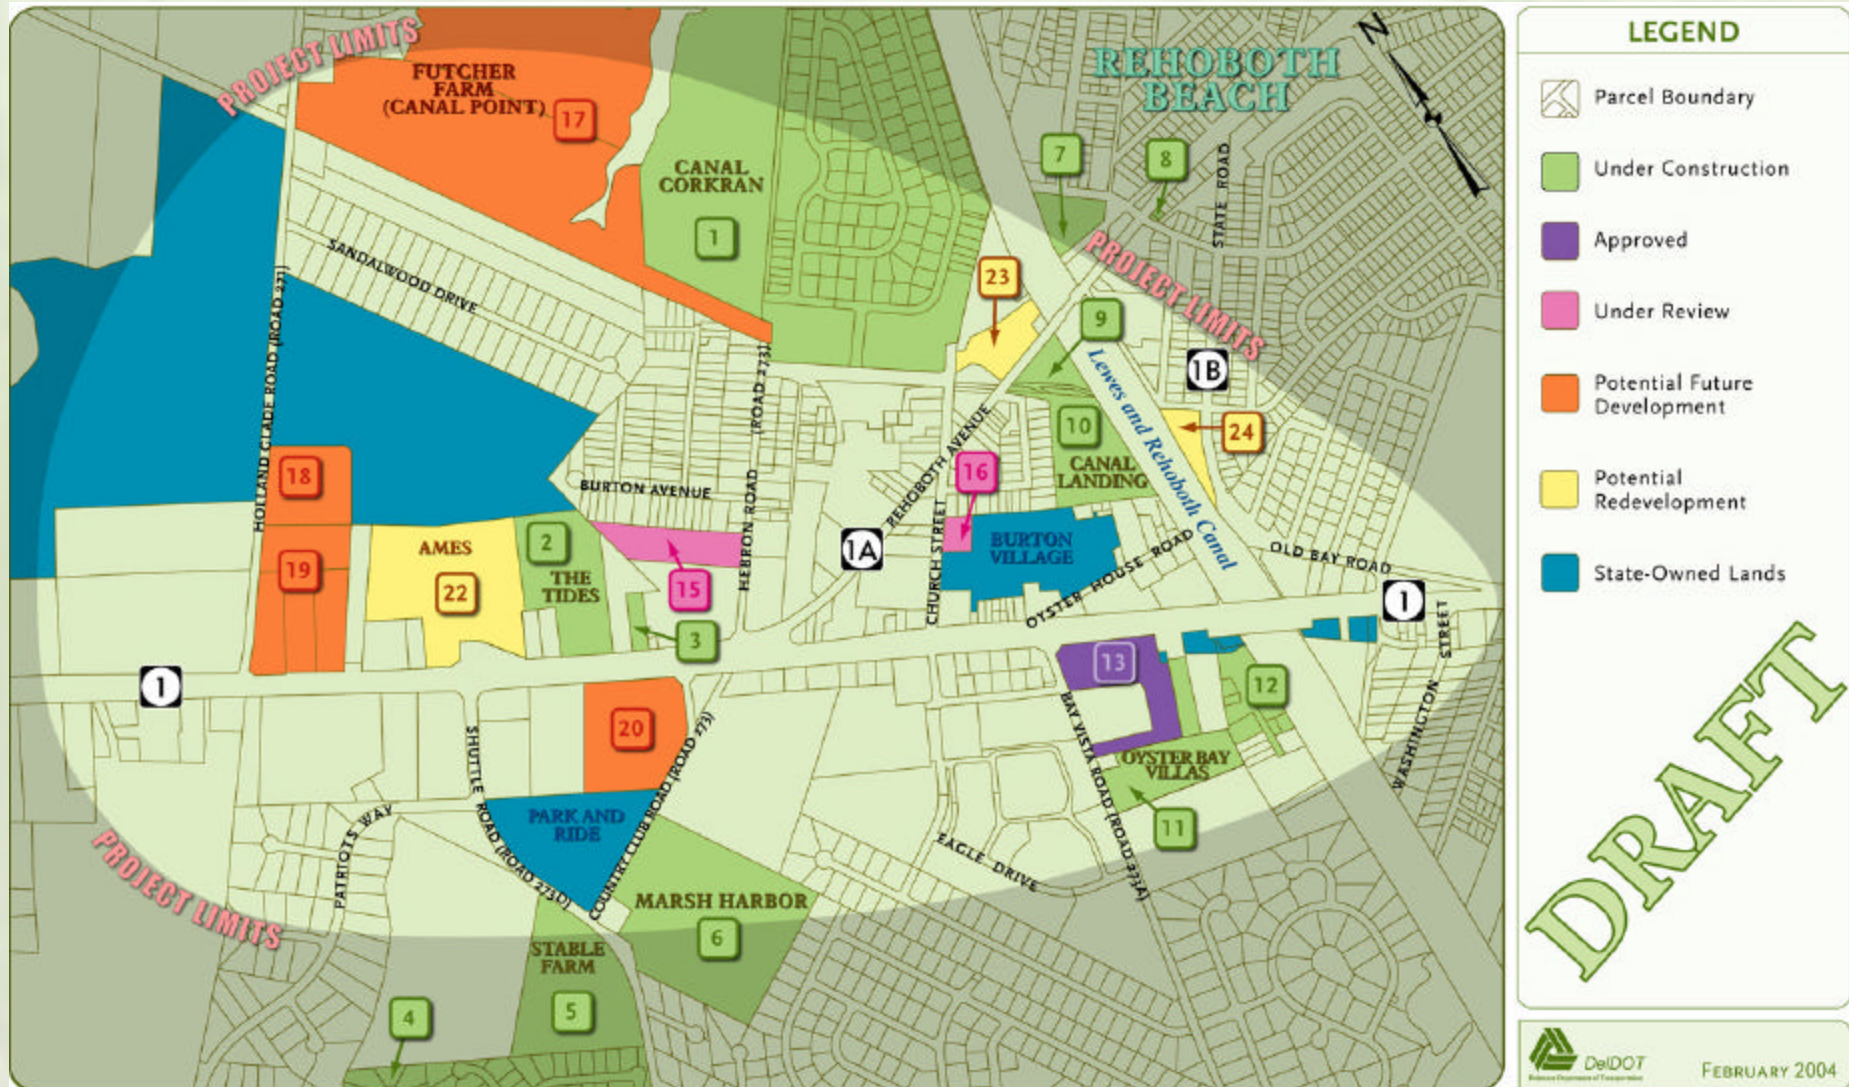 PROJECT LIMITS
FUTCHER
FARM
(CANAL POINT)
17
CANAL
CORKRAN
1
REHOBOTH
BEACH
N
7
8
STATE ROAD
PROJECT LIMITS
SANDALWOOD DRIVE
HOLLAND GLADE ROAD (ROAD 271)
23
9
1B
Lewes and Rehoboth Canal
24
HEBRON ROAD (ROAD 273)
REHOBOTH AVENUE
10
CANAL
LANDING
16
18
BURTON AVENUE
19
AMES
22
2
THE
TIDES
15
3
1A
CHURCH STREET
BURTON
VILLAGE
OYSTER HOUSE ROAD
OLD BAY ROAD
1
STREET
WASHINGTON
1
20
13
12
SHUTTLE ROAD (ROAD 273D)
COUNTRY CLUB ROAD (ROAD 273)
PARK AND
RIDE
BAY VISTA ROAD (ROAD 273A)
OYSTER BAY
VILLAS
11
PATRIOTS WAY
EAGLE DRIVE
PROJECT LIMITS
MARSH HARBOR
6
STABLE
FARM
5
4
LEGEND
Parcel Boundary
Under Construction
Approved
Under Review
Potential Future
Development
Potential
Redevelopment
State-Owned Lands
DRAFT
DelDOT
FEBRUARY 2004